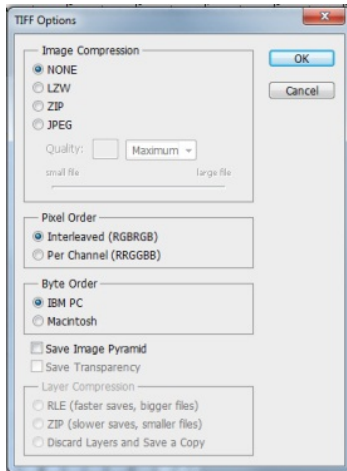 TIFF Options
Image Compression
NONE
LZW
ZIP
JPEG
Quality:
Maximum
small file
large file
OK
Cancel
Pixel Order
Interleaved (RGBRGB)
Per Channel (RRGGBB)
Byte Order
IBM PC
Macintosh
Save Image Pyramid
Save Transparency
Layer Compression
RLE (faster saves, bigger files)
ZIP (slower saves, smaller files)
Discard Layers and Save a Copy